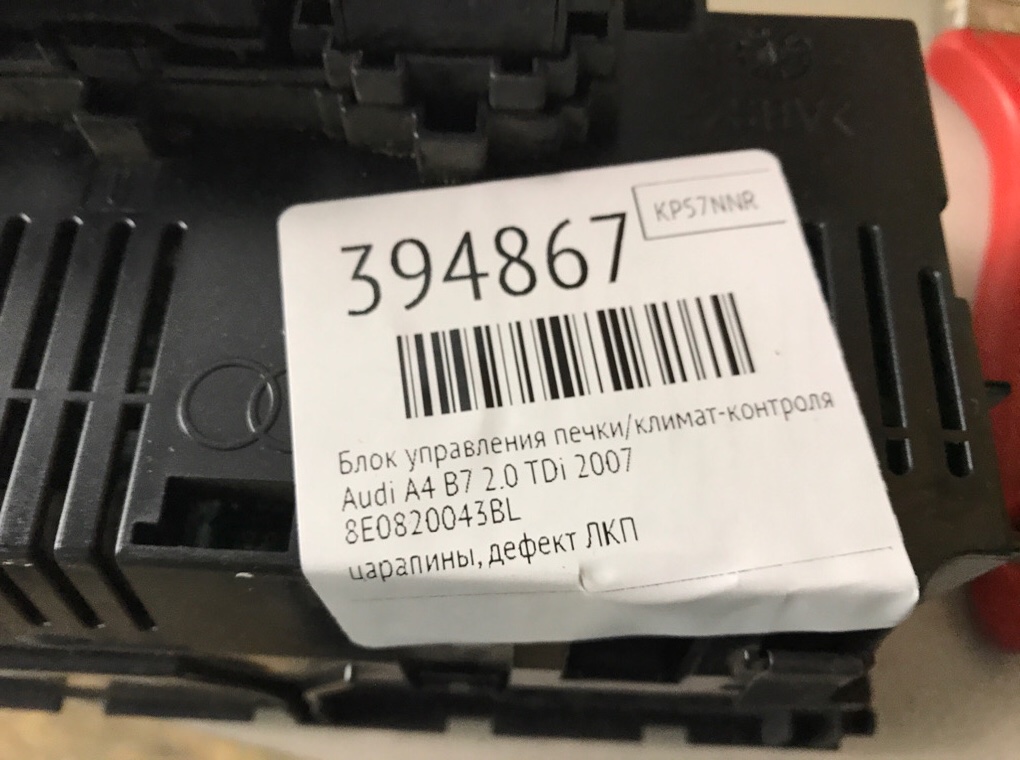 KP57NNR
394867
Блок управления печки/климат-контроля
Audi A4 B7 2.0 TDi 2007
8E0820043BL
царапины, дефект ЛКП